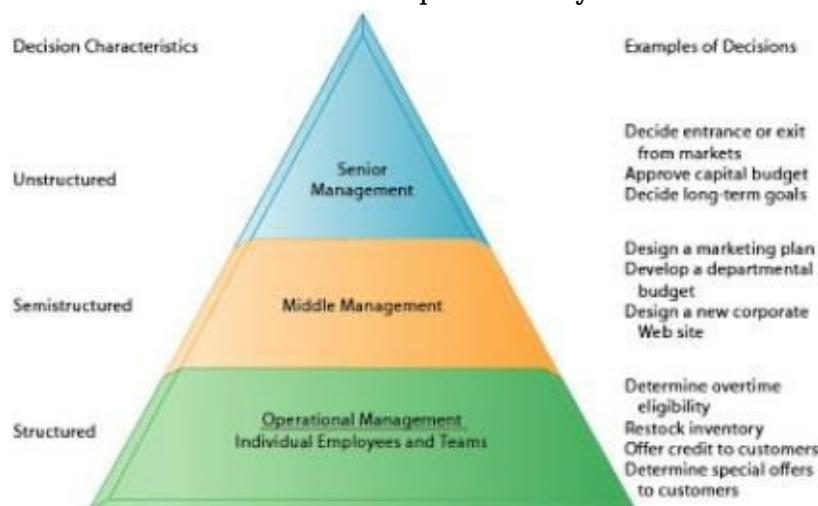 Decision Characteristics
Examples of Decisions
Unstructured
Senior
Management
Decide entrance or exit
from markets
Approve capital budget
Decide long-term goals
Semistructured
Middle Management
Design a marketing plan
Develop a departmental
budget
Design a new corporate
Web site
Structured
Operational Management
Individual Employees and Teams
Determine overtime
eligibility
Restock inventory
Offer credit to customers
Determine special offers
to customers